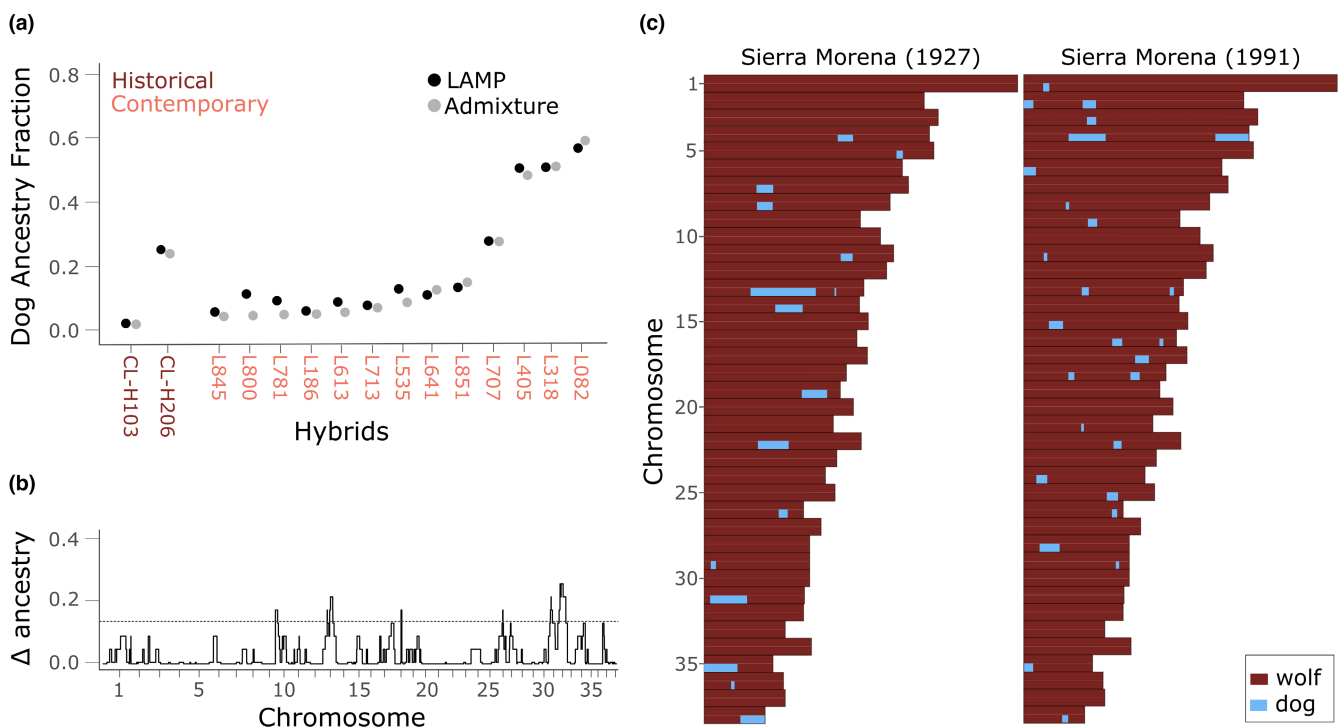 (a)
Dog Ancestry Fraction
0.8
0.6
0.4
0.2
0.0
Historical
Contemporary
LAMP
Admixture
CL-H103
CL-H206
L845
L800
L781
L186
L613
L713
L535
L641
L851
L707
L405
L318
L082
Hybrids
(b)
Δ ancestry
0.4
0.2
0.0
1 5 10 15 20 25 30 35
Chromosome
(c)
Sierra Morena (1927) Sierra Morena (1991)
Chromosome
1
5
10
15
20
25
30
35
wolf
dog